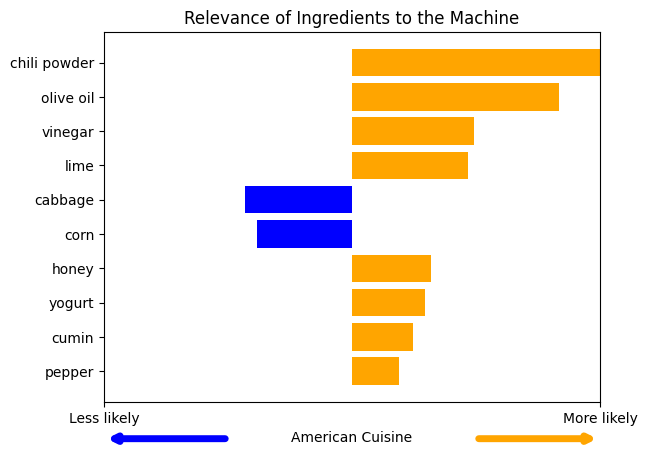 Relevance of Ingredients to the Machine
chili powder
olive oil
vinegar
lime
cabbage
corn
honey
yogurt
cumin
pepper
Less likely
More likely
American Cuisine